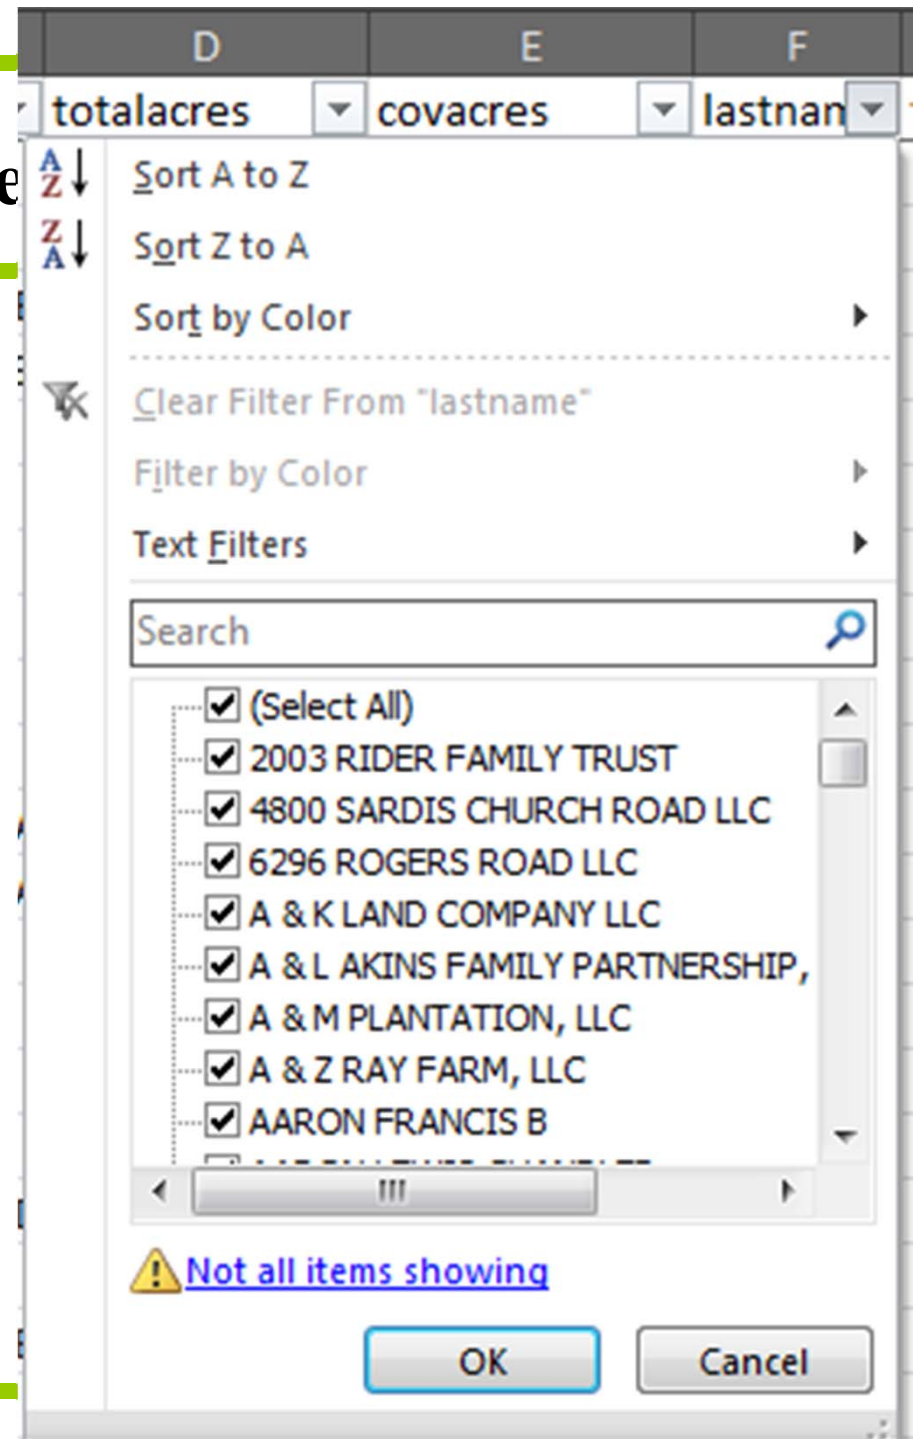 D E F
totalacres covacres lastnam
Sort A to Z
Sort Z to A
Sort by Color
Clear Filter From "lastname"
Filter by Color
Text Filters
Search
(Select All)
2003 RIDER FAMILY TRUST
4800 SARDIS CHURCH ROAD LLC
6296 ROGERS ROAD LLC
A & K LAND COMPANY LLC
A & L AKINS FAMILY PARTNERSHIP,
A & M PLANTATION, LLC
A & Z RAY FARM, LLC
AARON FRANCIS B
Not all items showing
OK Cancel